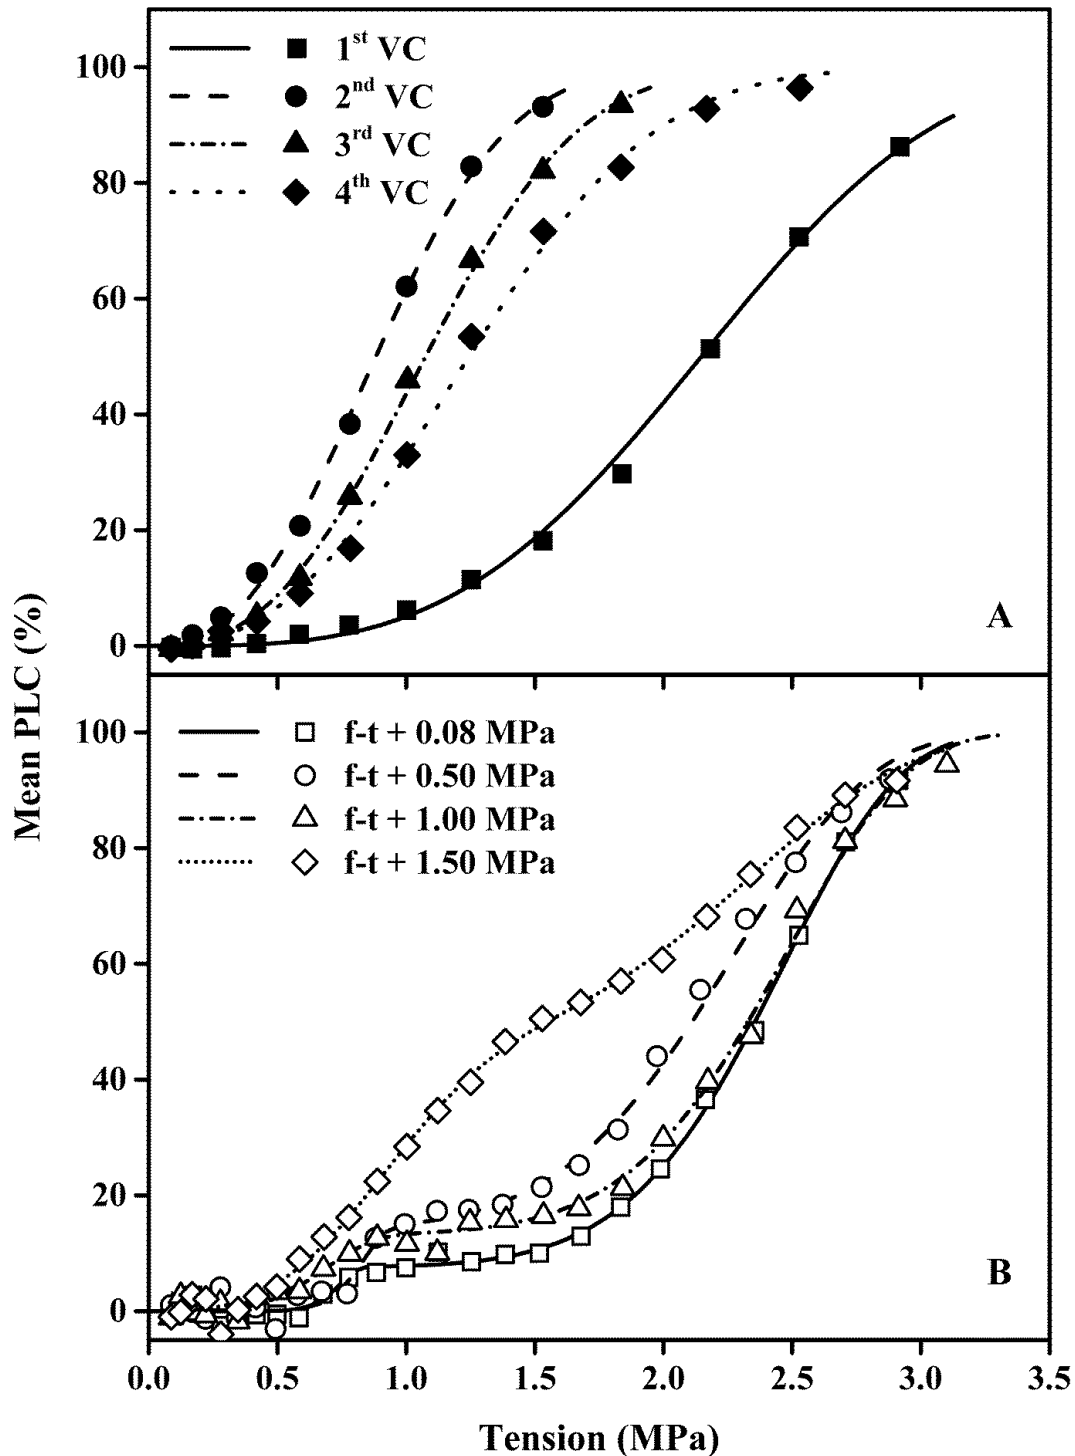 100
80
60
40
20
0
1st VC
2nd VC
3rd VC
4th VC
A
Mean PLC (%)
100
80
60
40
20
0
f-t + 0.08 MPa
f-t + 0.50 MPa
f-t + 1.00 MPa
f-t + 1.50 MPa
B
0.0 0.5 1.0 1.5 2.0 2.5 3.0 3.5
Tension (MPa)